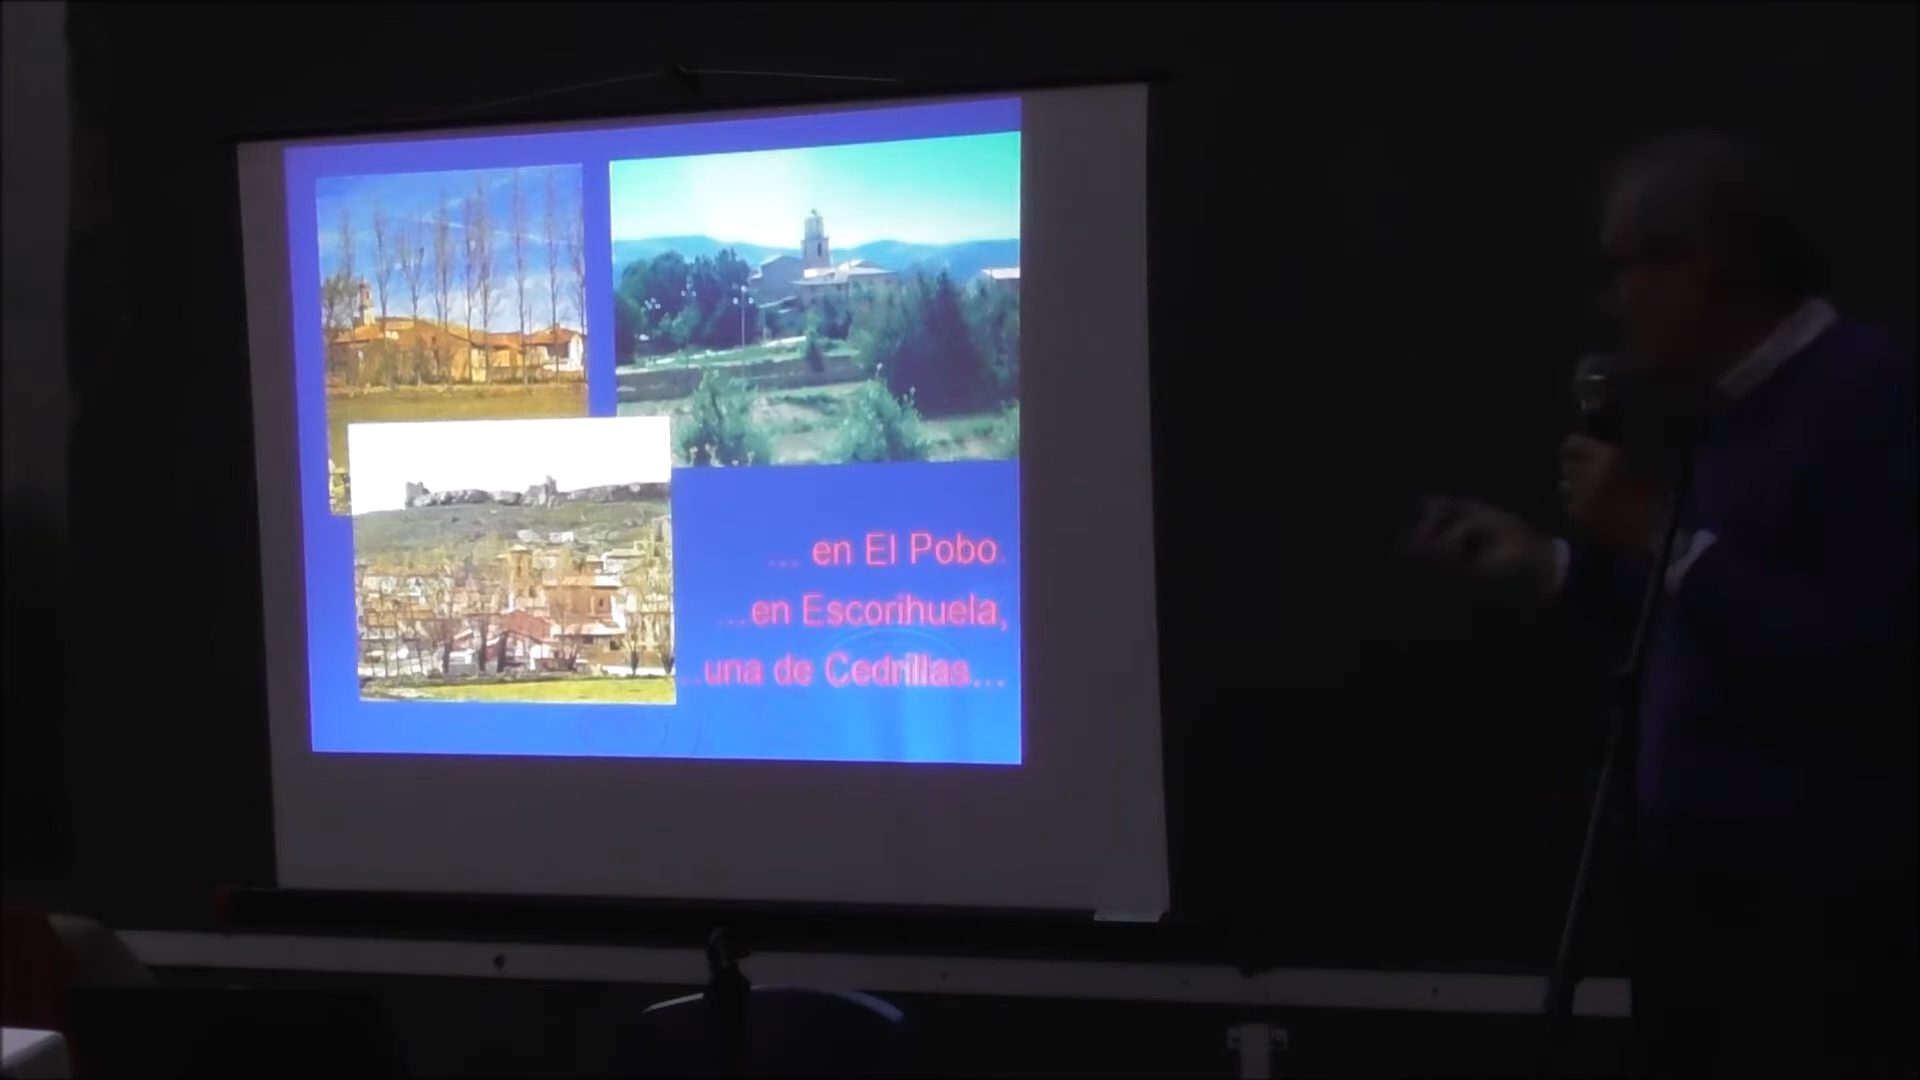 ... en El Pobo.
...en Escorihuela,
...una de Cedrillas...